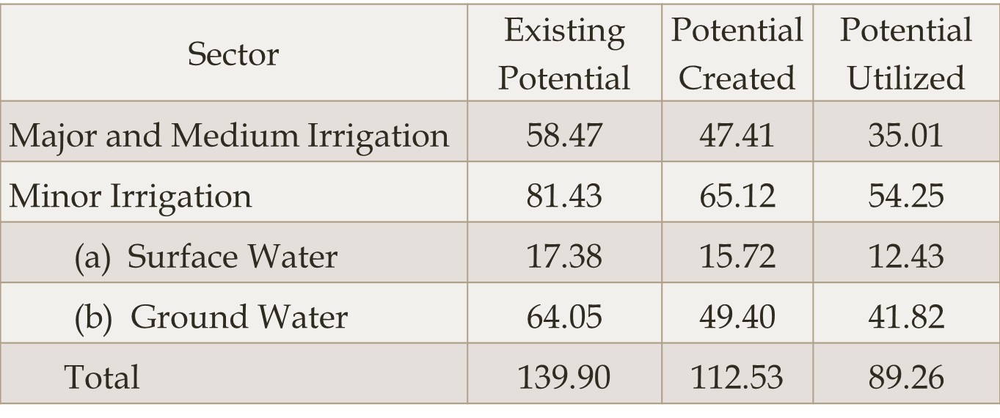 Sector Existing Potential Potential Created Potential Utilized
Major and Medium Irrigation 58.47 47.41 35.01
Minor Irrigation 81.43 65.12 54.25
(a) Surface Water 17.38 15.72 12.43
(b) Ground Water 64.05 49.40 41.82
Total 139.90 112.53 89.26